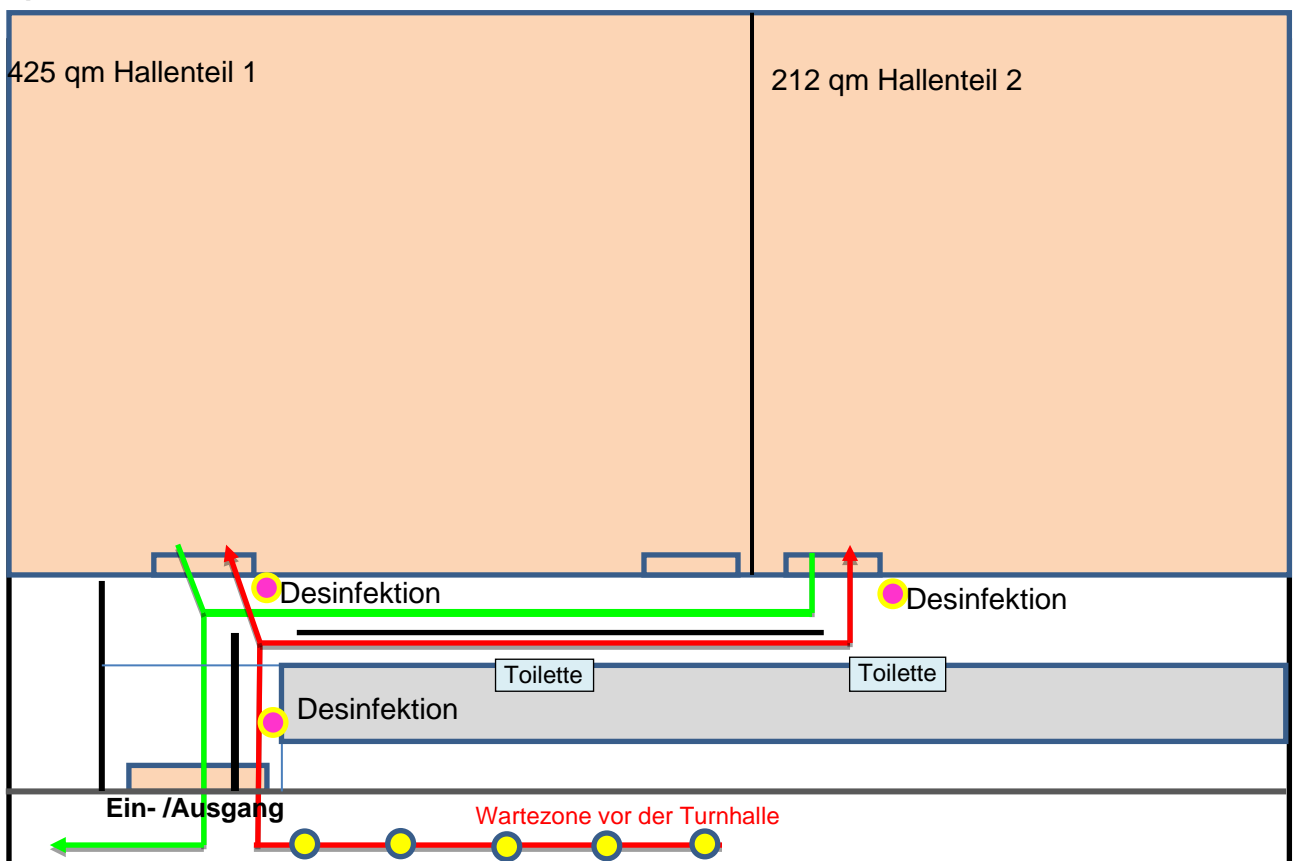 425 qm Hallenteil 1
212 qm Hallenteil 2
Desinfektion
Desinfektion
Toilette
Toilette
Desinfektion
Ein- /Ausgang
Wartezone vor der Turnhalle